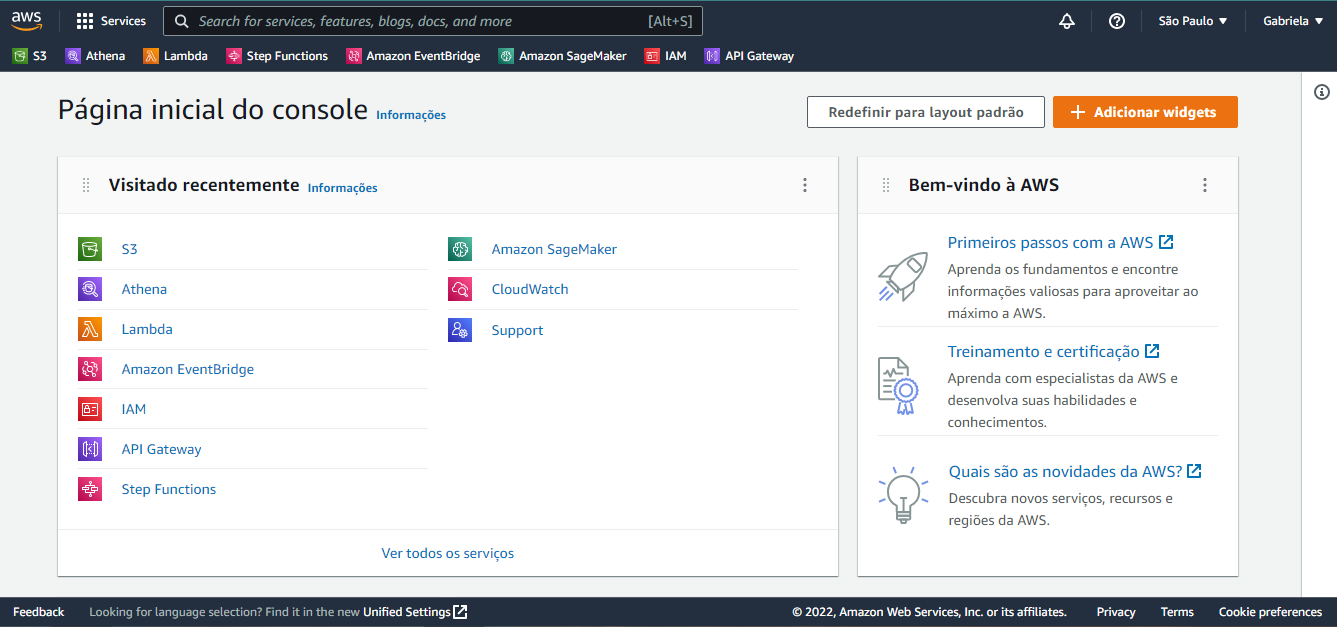 aws
Services
Search for services, features, blogs, docs, and more [Alt+S]
São Paulo
Gabriela
S3 Athena Lambda Step Functions Amazon EventBridge Amazon SageMaker IAM API Gateway
Página inicial do console Informações
Redefinir para layout padrão
Adicionar widgets
Visitado recentemente Informações
S3
Athena
Lambda
Amazon EventBridge
IAM
API Gateway
Step Functions
Amazon SageMaker
CloudWatch
Support
Ver todos os serviços
Bem-vindo à AWS
Primeiros passos com a AWS
Aprenda os fundamentos e encontre
informações valiosas para aproveitar ao
máximo a AWS.
Treinamento e certificação
Aprenda com especialistas da AWS e
desenvolva suas habilidades e
conhecimentos.
Quais são as novidades da AWS?
Descubra novos serviços, recursos e
regiões da AWS.
Feedback
Looking for language selection? Find it in the new Unified Settings
© 2022, Amazon Web Services, Inc. or its affiliates.
Privacy
Terms
Cookie preferences